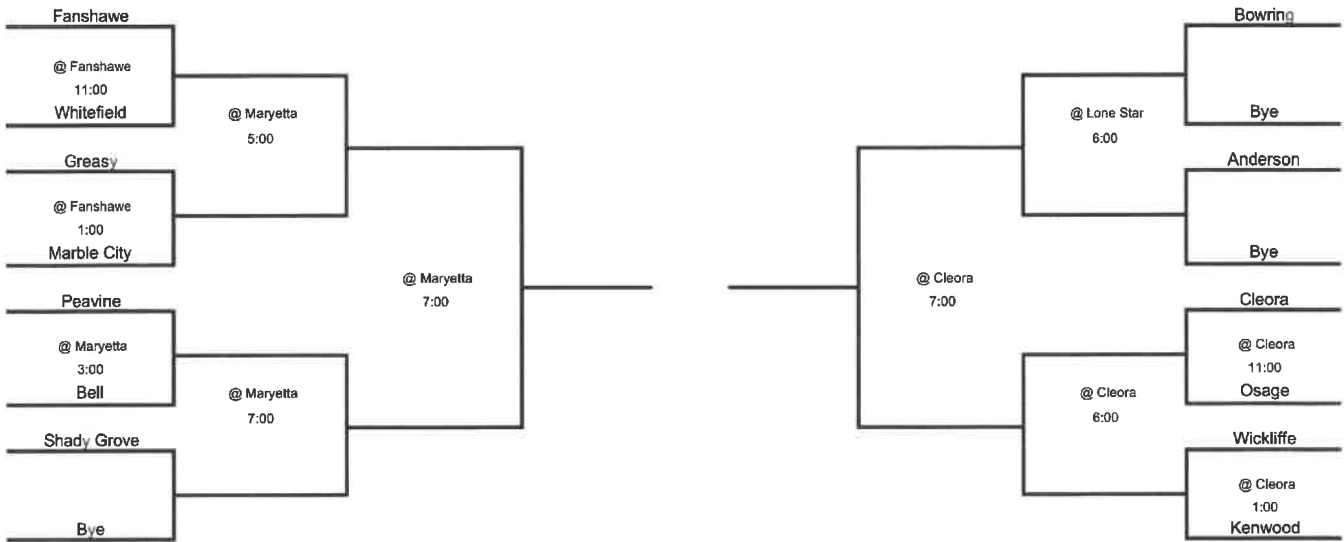 Fanshawe
@ Fanshawe
11:00
Whitefield
@ Maryetta
5:00
Greasy
@ Fanshawe
1:00
Marble City
@ Maryetta
7:00
Peavine
@ Maryetta
3:00
Bell
@ Maryetta
7:00
Shady Grove
Bye
Bowring
Bye
@ Lone Star
6:00
Anderson
Bye
@ Cleora
7:00
Cleora
@ Cleora
11:00
Osage
@ Cleora
6:00
Wickliffe
@ Cleora
1:00
Kenwood